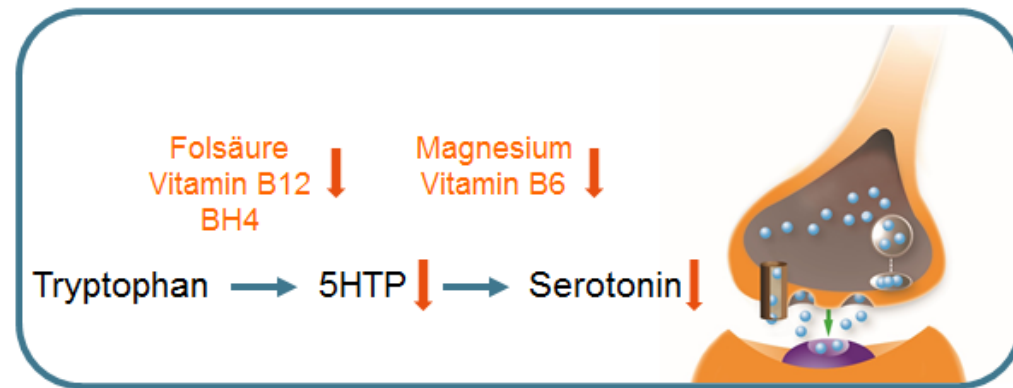 Folsäure
Vitamin B12
BH4
Magnesium
Vitamin B6
Tryptophan
5HTP
Serotonin